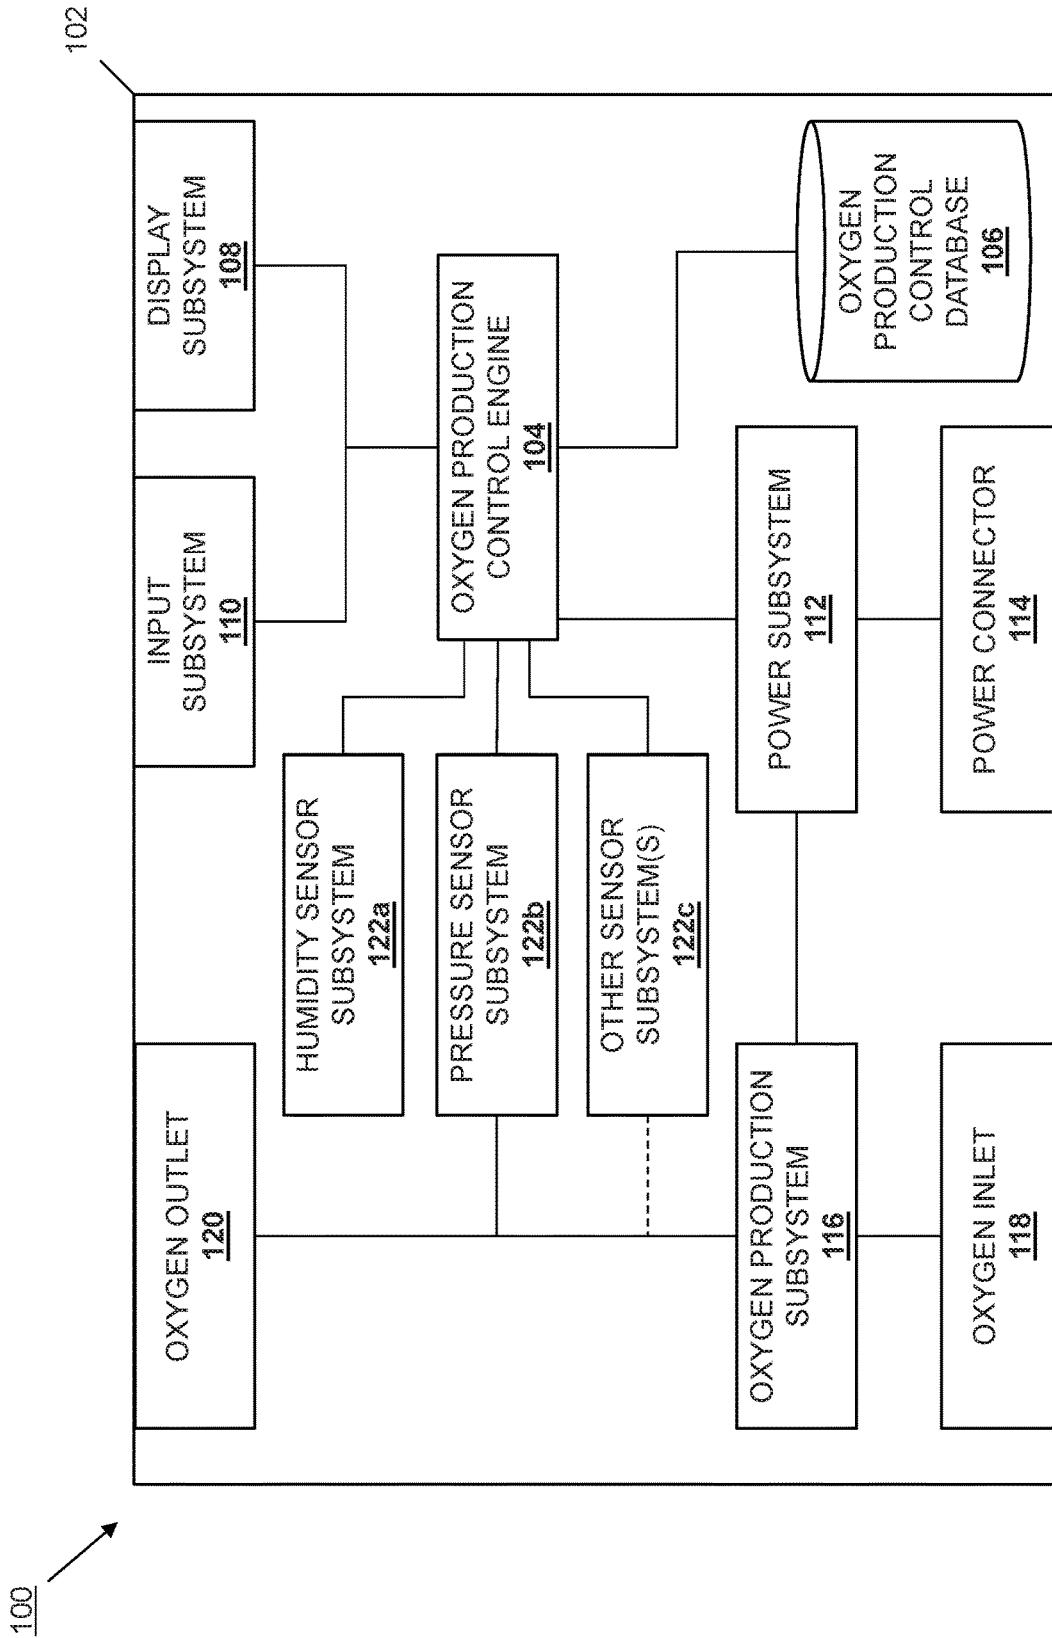 100
102
OXYGEN OUTLET
120
INPUT
SUBSYSTEM
110
DISPLAY
SUBSYSTEM
108
HUMIDITY SENSOR
SUBSYSTEM
122a
PRESSURE SENSOR
SUBSYSTEM
122b
OTHER SENSOR
SUBSYSTEM(S)
122c
OXYGEN PRODUCTION
CONTROL ENGINE
104
OXYGEN PRODUCTION
SUBSYSTEM
116
POWER SUBSYSTEM
112
OXYGEN
PRODUCTION
CONTROL
DATABASE
106
OXYGEN INLET
118
POWER CONNECTOR
114